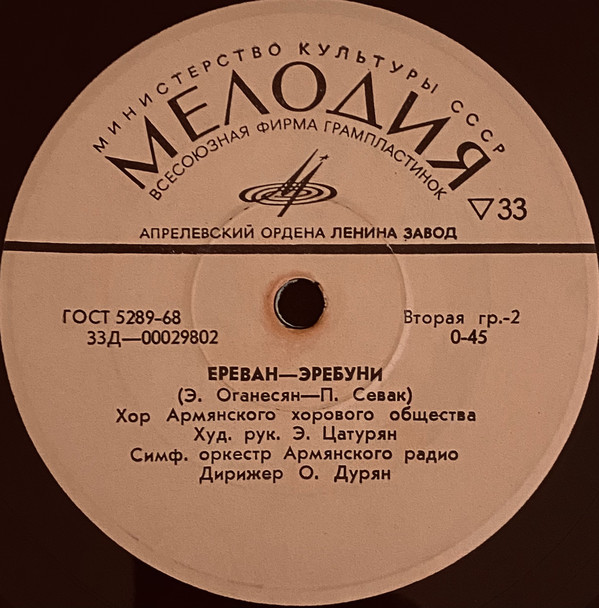 МИНИСТЕРСТВО КУЛЬТУРЫ СССР
МЕЛОДИЯ
ВСЕСОЮЗНАЯ ФИРМА ГРАМПЛАСТИНОК
▽33
АПРЕЛЕВСКИЙ ОРДЕНА ЛЕНИНА ЗАВОД
ГОСТ 5289-68
Вторая гр.-2
33Д—00029802
0-45
ЕРЕВАН—ЭРЕБУНИ
(Э. Оганесян—П. Севак)
Хор Армянского хорового общества
Худ. рук. Э. Цатурян
Симф. оркестр Армянского радио
Дирижер О. Дурян